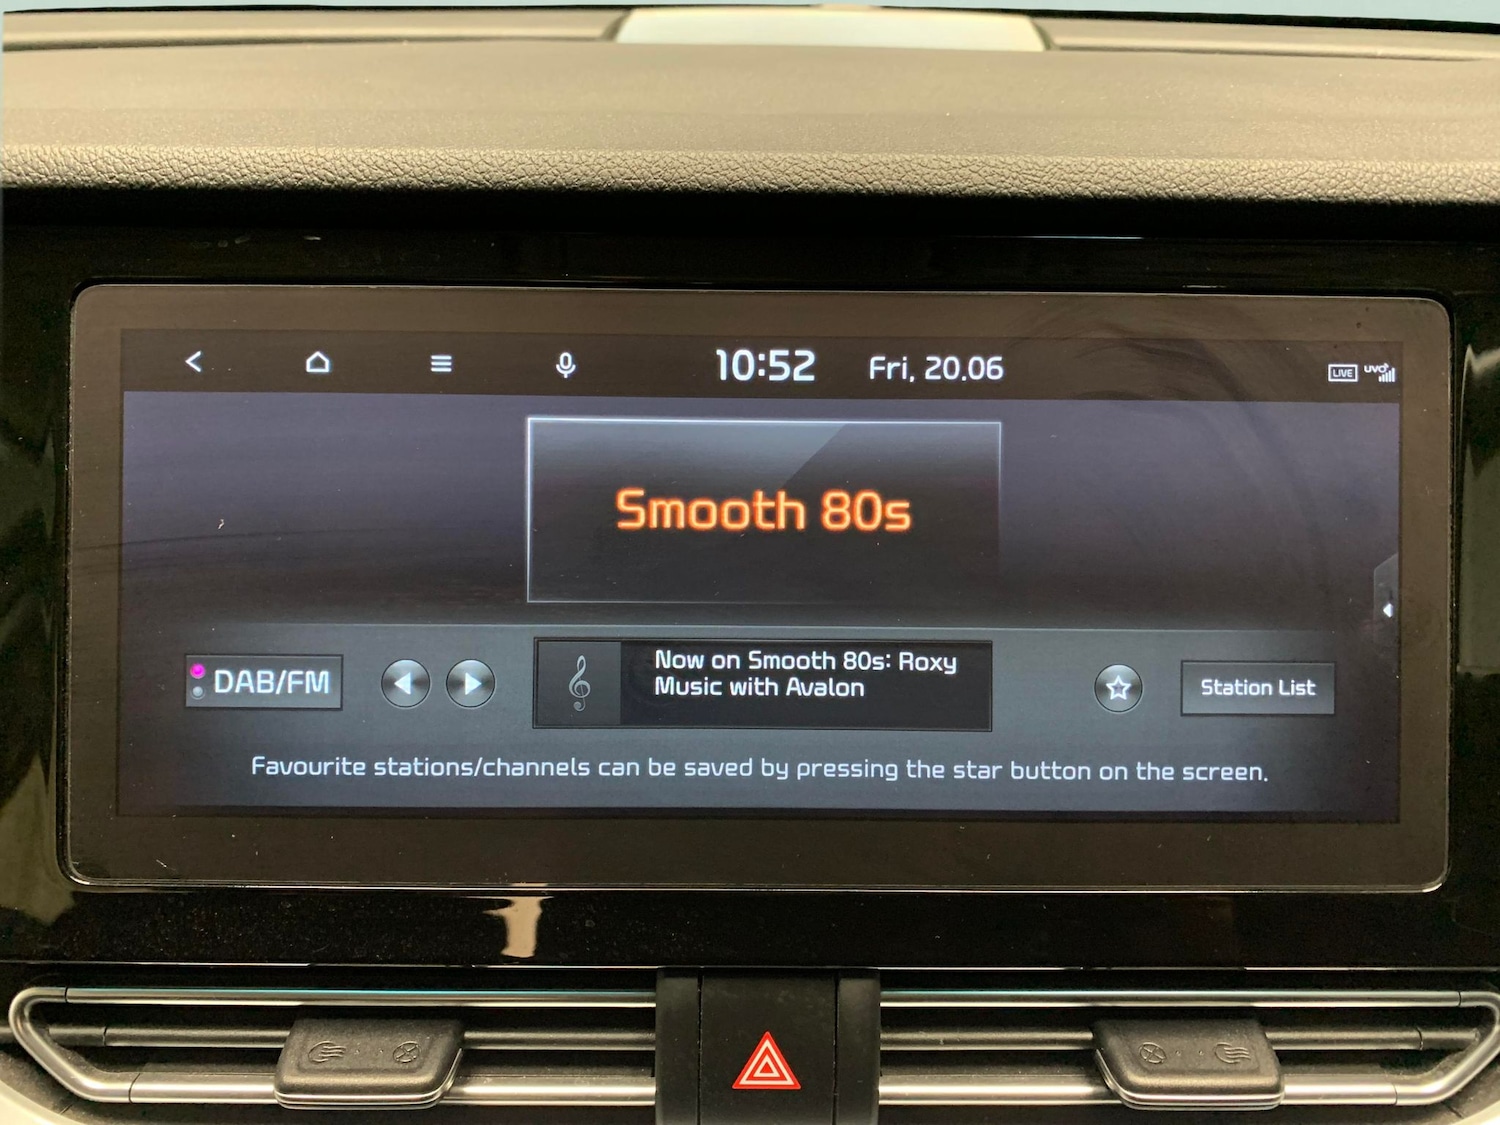 10:52 Fri, 20.06
LIVE UVO
Smooth 80s
DAB/FM
Now on Smooth 80s: Roxy
Music with Avalon
Station List
Favourite stations/channels can be saved by pressing the star button on the screen.